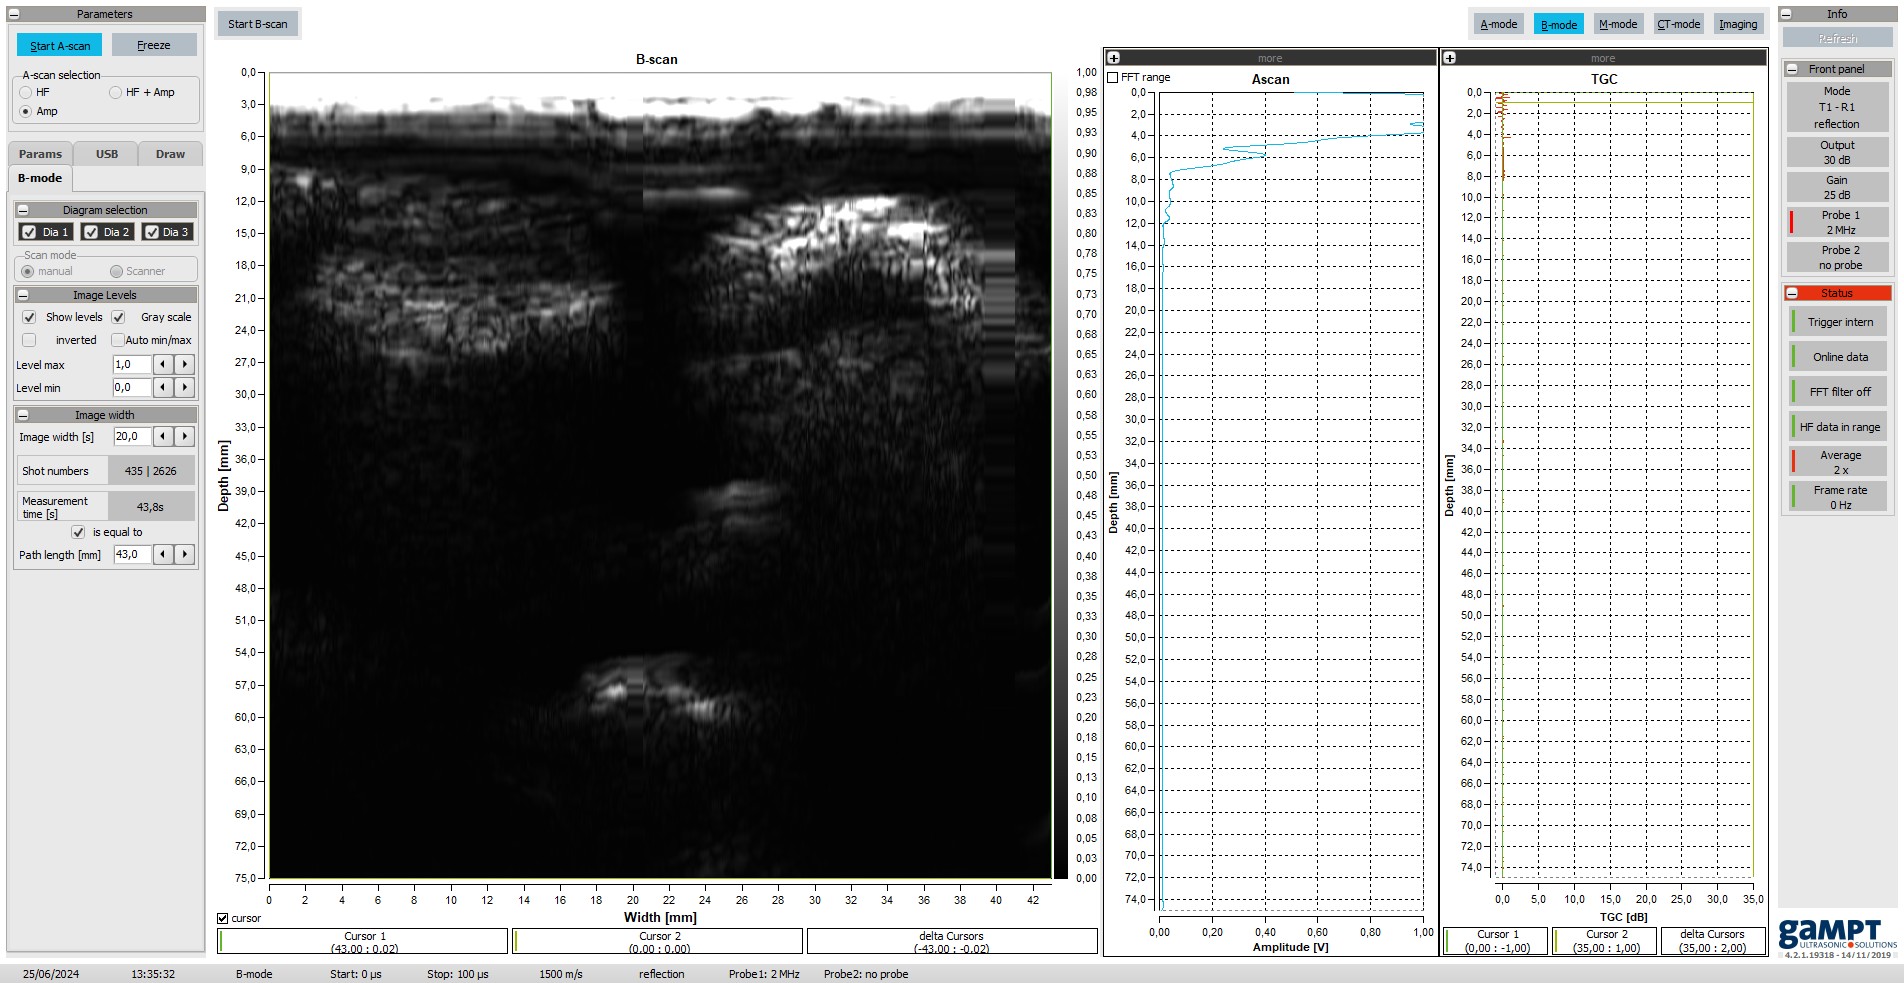 Parameters
Start A-scan
Freeze
A-scan selection
HF
HF + Amp
Amp
Params
USB
Draw
B-mode
Diagram selection
Dia 1
Dia 2
Dia 3
Scan mode
manual
Scanner
Image Levels
Show levels
Gray scale
inverted
Auto min/max
Level max
1,0
Level min
0,0
Image width
Image width [s]
20,0
Shot numbers
435 | 2626
Measurement
time [s]
43,8s
is equal to
Path length [mm]
43,0
Start B-scan
B-scan
0,0
3,0
6,0
9,0
12,0
15,0
18,0
21,0
24,0
27,0
30,0
33,0
36,0
39,0
42,0
45,0
48,0
51,0
54,0
57,0
60,0
63,0
66,0
69,0
72,0
75,0
Depth [mm]
0 2 4 6 8 10 12 14 16 18 20 22 24 26 28 30 32 34 36 38 40 42
Width [mm]
1,00
0,98
0,95
0,93
0,90
0,88
0,85
0,83
0,80
0,78
0,75
0,73
0,70
0,68
0,65
0,63
0,60
0,58
0,55
0,53
0,50
0,48
0,45
0,43
0,40
0,38
0,35
0,33
0,30
0,28
0,25
0,23
0,20
0,18
0,15
0,13
0,10
0,08
0,05
0,03
0,00
cursor
Cursor 1
(43,00 : 0,02)
Cursor 2
(0,00 : 0,00)
delta Cursors
(-43,00 : -0,02)
A-mode
B-mode
M-mode
CT-mode
Imaging
more
FFT range
Ascan
0,0
2,0
4,0
6,0
8,0
10,0
12,0
14,0
16,0
18,0
20,0
22,0
24,0
26,0
28,0
30,0
32,0
34,0
36,0
38,0
40,0
42,0
44,0
46,0
48,0
50,0
52,0
54,0
56,0
58,0
60,0
62,0
64,0
66,0
68,0
70,0
72,0
74,0
Depth [mm]
0,00 0,20 0,40 0,60 0,80 1,00
Amplitude [V]
more
TGC
0,0
2,0
4,0
6,0
8,0
10,0
12,0
14,0
16,0
18,0
20,0
22,0
24,0
26,0
28,0
30,0
32,0
34,0
36,0
38,0
40,0
42,0
44,0
46,0
48,0
50,0
52,0
54,0
56,0
58,0
60,0
62,0
64,0
66,0
68,0
70,0
72,0
74,0
Depth [mm]
0,0 5,0 10,0 15,0 20,0 25,0 30,0 35,0
TGC [dB]
Cursor 1
(0,00 : -1,00)
Cursor 2
(35,00 : 1,00)
delta Cursors
(35,00 : 2,00)
Info
Refresh
Front panel
Mode
T1 - R1
reflection
Output
30 dB
Gain
25 dB
Probe 1
2 MHz
Probe 2
no probe
Status
Trigger intern
Online data
FFT filter off
HF data in range
Average
2 x
Frame rate
0 Hz
gampt
ULTRASONIC SOLUTIONS
4.2.1.19318 - 14/11/2019
25/06/2024
13:35:32
B-mode
Start: 0 µs
Stop: 100 µs
1500 m/s
reflection
Probe1: 2 MHz
Probe2: no probe